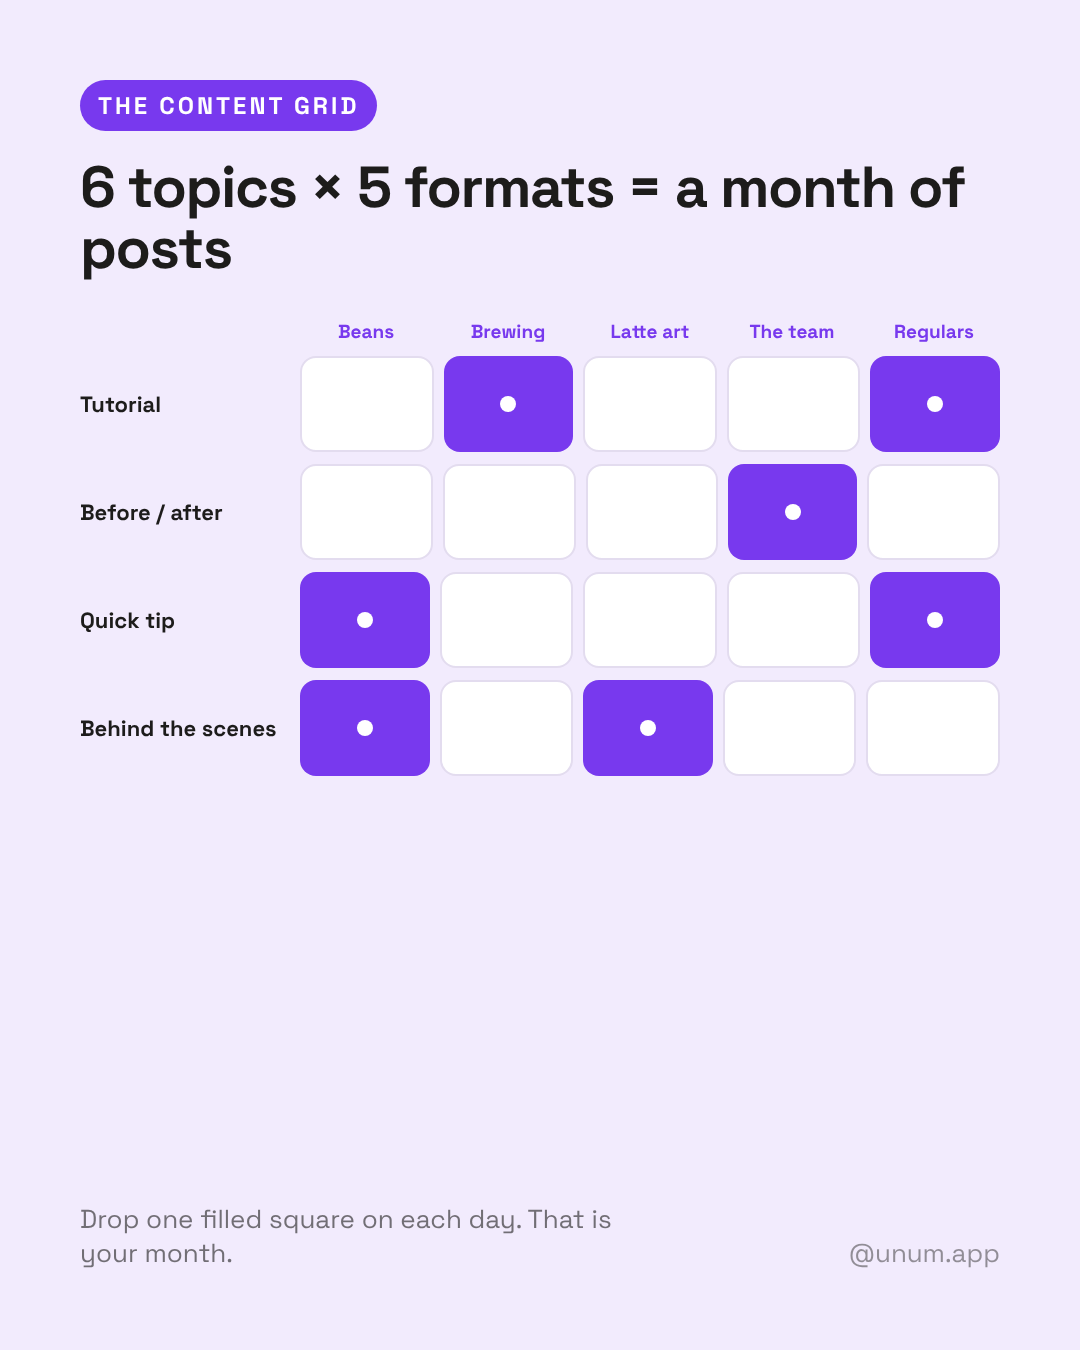 THE CONTENT GRID
6 topics × 5 formats = a month of
posts
Beans Brewing Latte art The team Regulars
Tutorial
Before / after
Quick tip
Behind the scenes
Drop one filled square on each day. That is
your month.
@unum.app